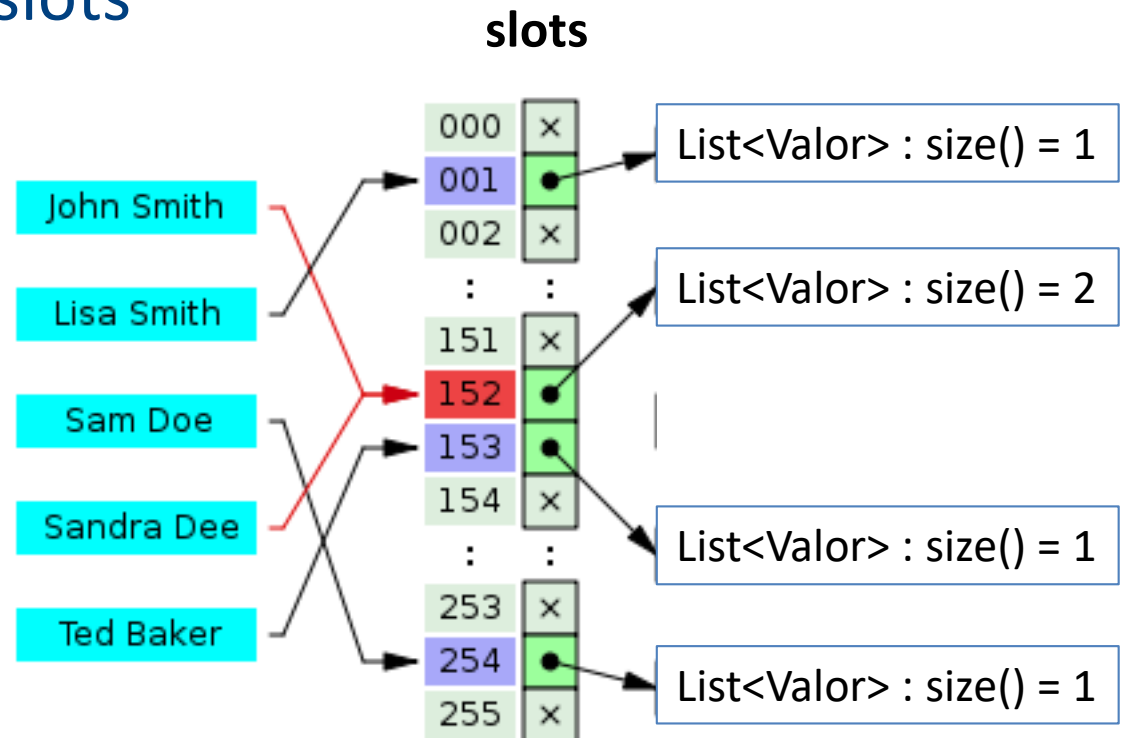 slots
slots
John Smith
Lisa Smith
Sam Doe
Sandra Dee
Ted Baker
000 ×
001
002 ×
: :
151 ×
152
153
154 ×
: :
253 ×
254
255 ×
List<Valor> : size() = 1
List<Valor> : size() = 2
List<Valor> : size() = 1
List<Valor> : size() = 1